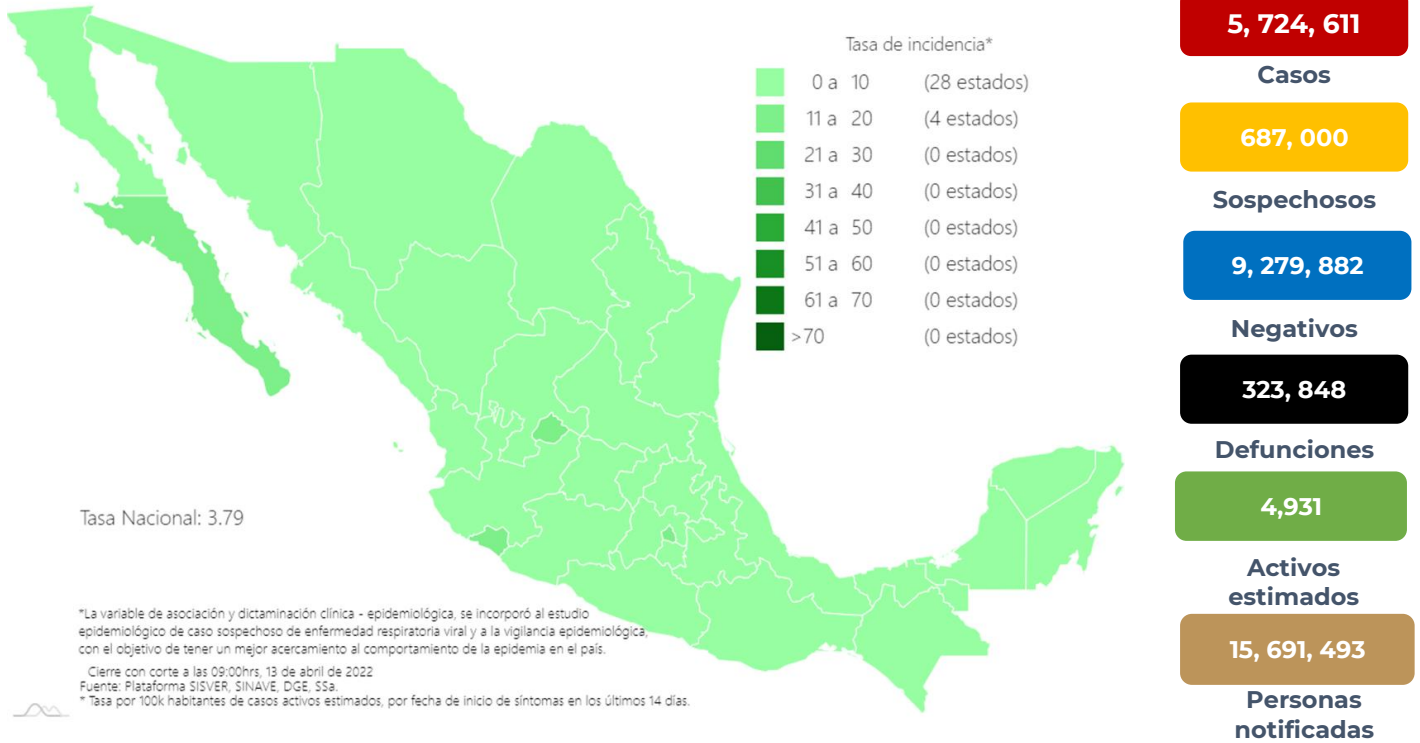 Tasa de incidencia*
0 a 10 (28 estados)
11 a 20 (4 estados)
21 a 30 (0 estados)
31 a 40 (0 estados)
41 a 50 (0 estados)
51 a 60 (0 estados)
61 a 70 (0 estados)
>70 (0 estados)
Tasa Nacional: 3.79
*La variable de asociación y dictaminación clínica - epidemiológica, se incorporó al estudio
epidemiológico de caso sospechoso de enfermedad respiratoria viral y a la vigilancia epidemiológica,
con el objetivo de tener un mejor acercamiento al comportamiento de la epidemia en el país.
Cierre con corte a las 09:00hrs, 13 de abril de 2022
Fuente: Plataforma SISVER, SINAVE, DGE, SSa.
* Tasa por 100k habitantes de casos activos estimados, por fecha de inicio de síntomas en los últimos 14 días.
5, 724, 611
Casos
687, 000
Sospechosos
9, 279, 882
Negativos
323, 848
Defunciones
4,931
Activos
estimados
15, 691, 493
Personas
notificadas